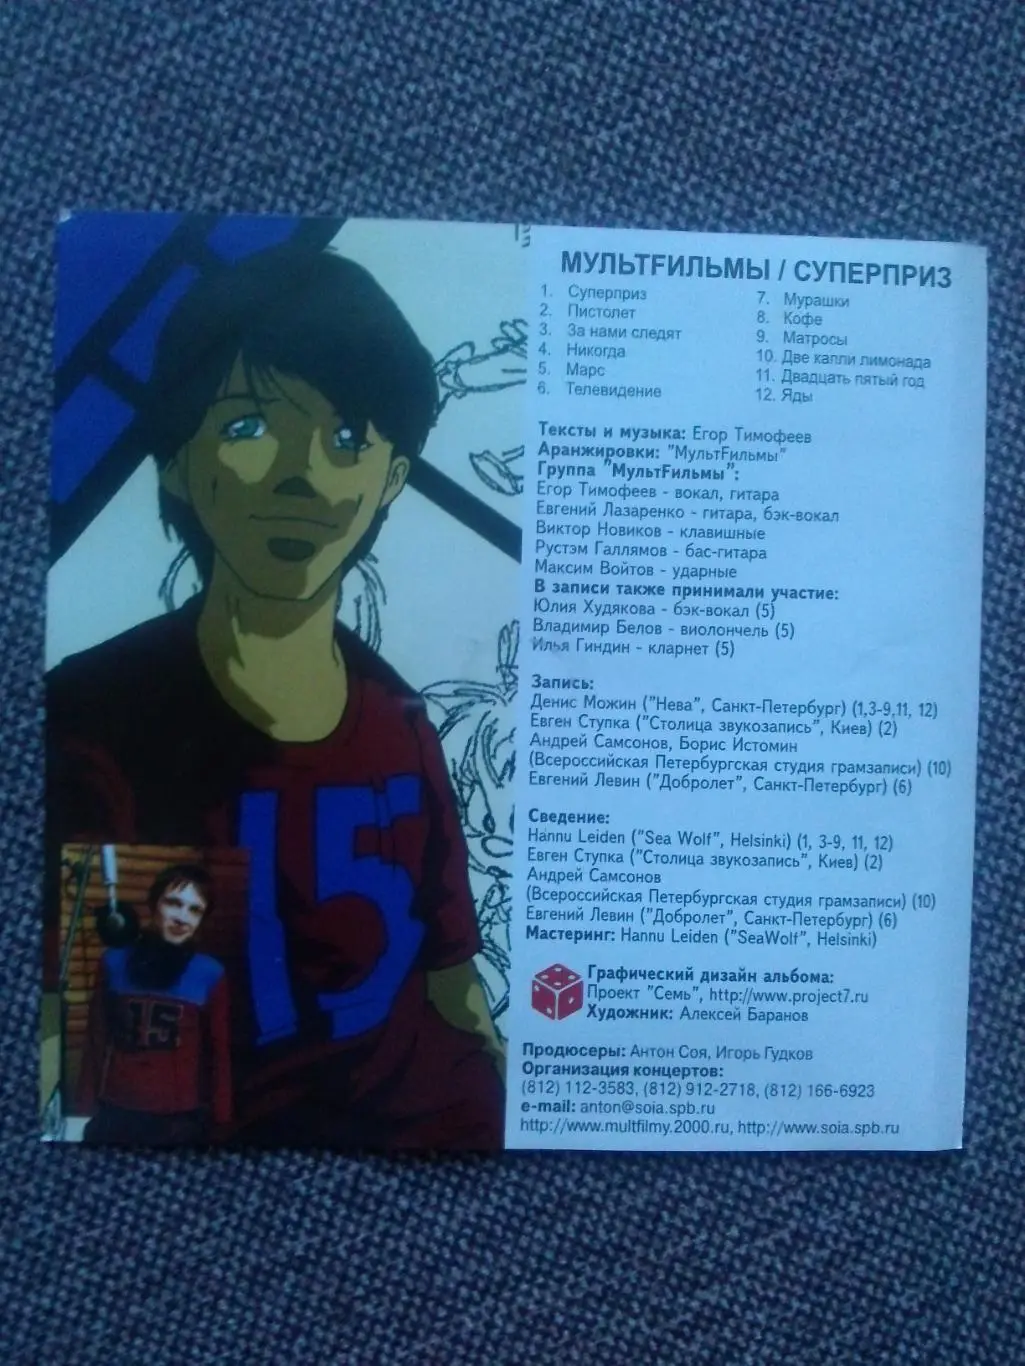 МУЛЬТFИЛЬМЫ / СУПЕРПРИЗ
1. Суперприз
2. Пистолет
3. За нами следят
4. Никогда
5. Марс
6. Телевидение
7. Мурашки
8. Кофе
9. Матросы
10. Две капли лимонада
11. Двадцать пятый год
12. Яды
Тексты и музыка: Егор Тимофеев
Аранжировки: "МультFильмы"
Группа "МультFильмы":
Егор Тимофеев - вокал, гитара
Евгений Лазаренко - гитара, бэк-вокал
Виктор Новиков - клавишные
Рустэм Галлямов - бас-гитара
Максим Войтов - ударные
В записи также принимали участие:
Юлия Худякова - бэк-вокал (5)
Владимир Белов - виолончель (5)
Илья Гиндин - кларнет (5)
Запись:
Денис Можин ("Нева", Санкт-Петербург) (1,3-9,11, 12)
Евген Ступка ("Столица звукозапись", Киев) (2)
Андрей Самсонов, Борис Истомин
(Всероссийская Петербургская студия грамзаписи) (10)
Евгений Левин ("Добролет", Санкт-Петербург) (6)
Сведение:
Hannu Leiden ("Sea Wolf", Helsinki) (1, 3-9, 11, 12)
Евген Ступка ("Столица звукозапись", Киев) (2)
Андрей Самсонов
(Всероссийская Петербургская студия грамзаписи) (10)
Евгений Левин ("Добролет", Санкт-Петербург) (6)
Мастеринг: Hannu Leiden ("SeaWolf", Helsinki)
Графический дизайн альбома:
Проект "Семь", http://www.project7.ru
Художник: Алексей Баранов
Продюсеры: Антон Соя, Игорь Гудков
Организация концертов:
(812) 112-3583, (812) 912-2718, (812) 166-6923
e-mail: anton@soia.spb.ru
http://www.multfilmy.2000.ru, http://www.soia.spb.ru
15
15